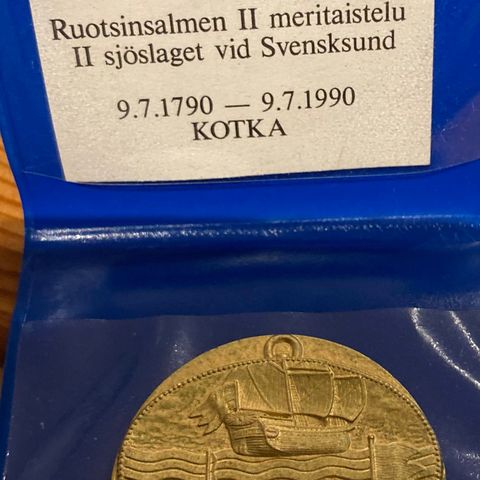 Ruotsinsalmen II meritaistelu
II sjöslaget vid Svensksund
9.7.1790 — 9.7.1990
KOTKA